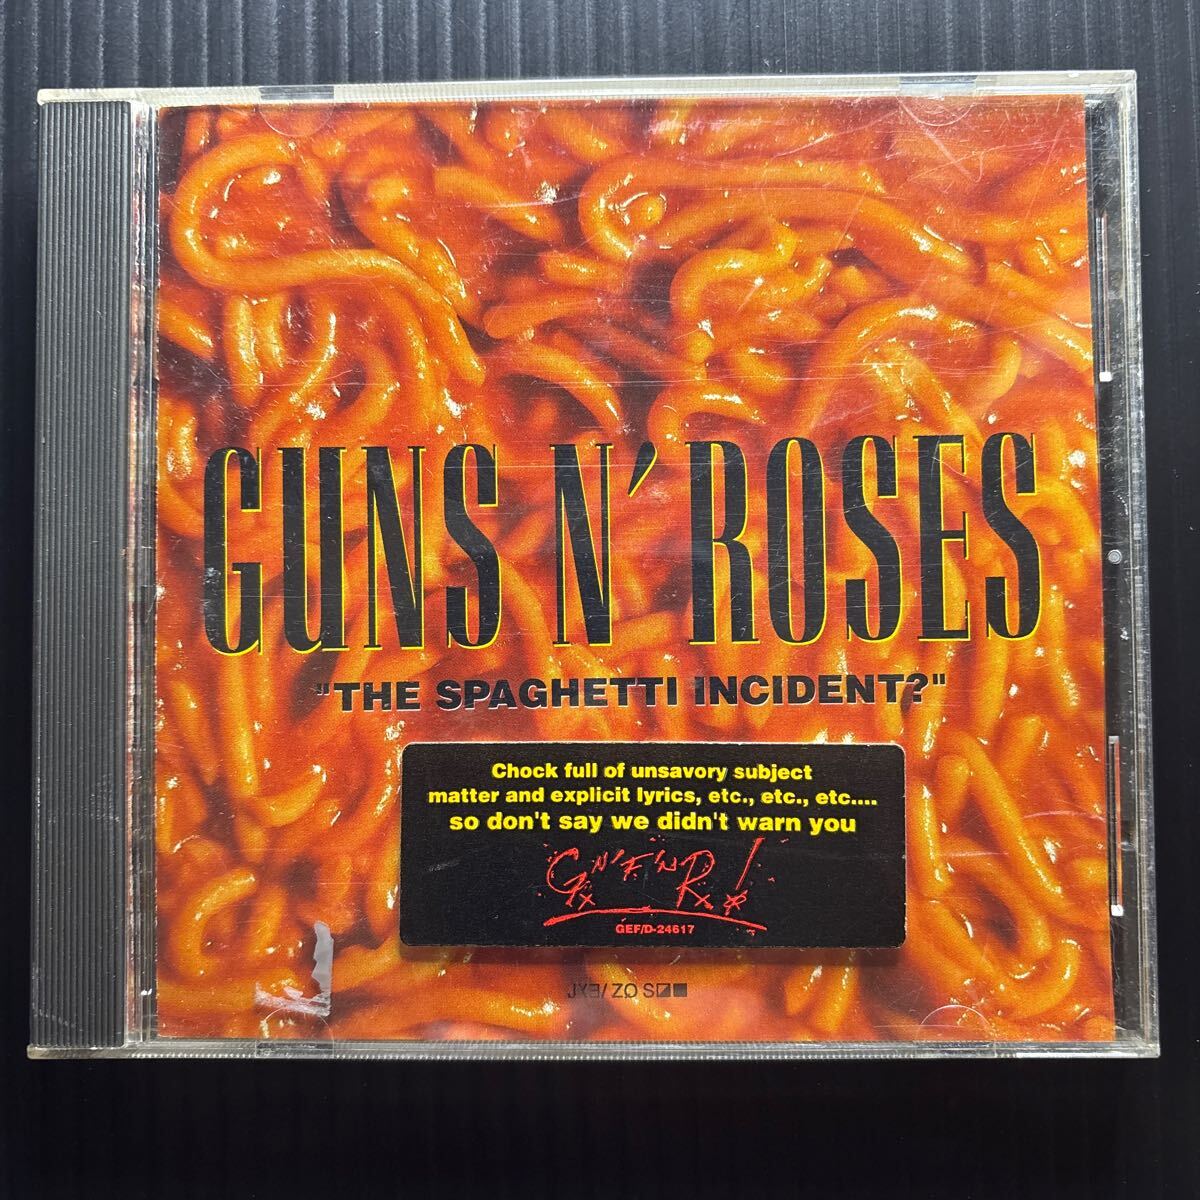 GUNS N' ROSES
"THE SPAGHETTI INCIDENT?"
Chock full of unsavory subject
matter and explicit lyrics, etc., etc., etc....
so don't say we didn't warn you
G N' F' N R!
GEF/D-24617